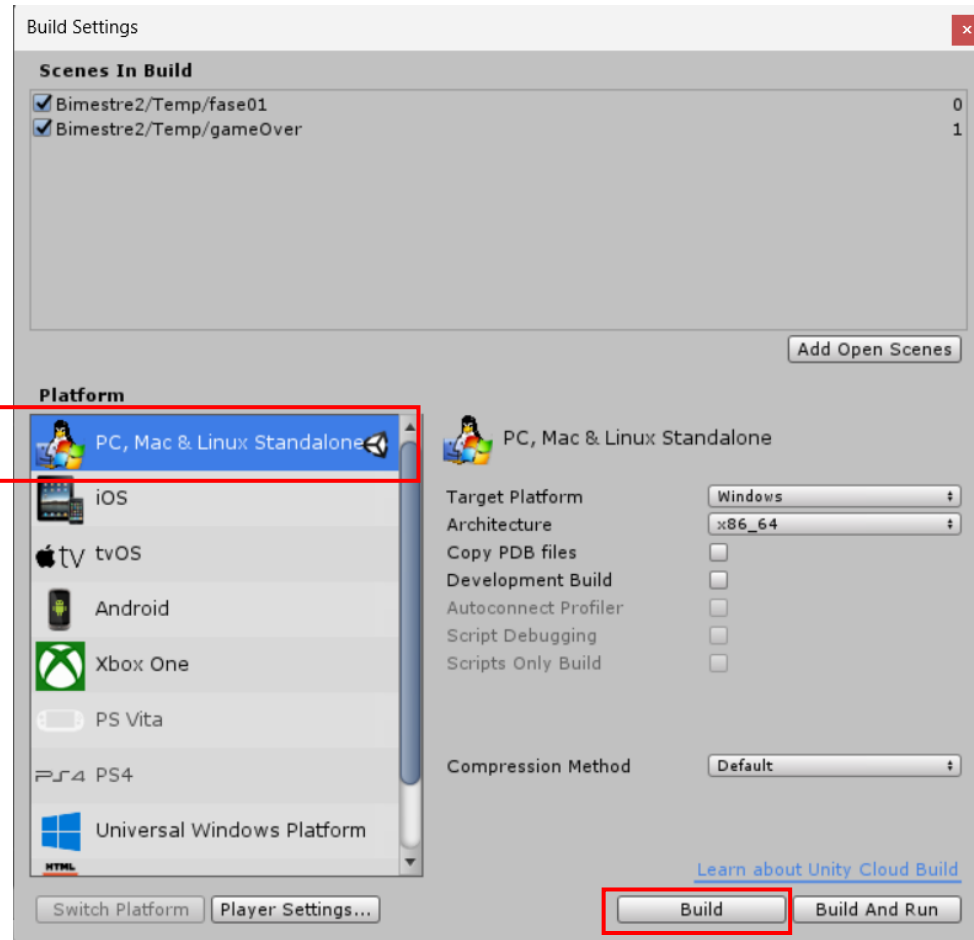 Build Settings
x
Scenes In Build
Bimestre2/Temp/fase01 0
Bimestre2/Temp/gameOver 1
Add Open Scenes
Platform
PC, Mac & Linux Standalone
iOS
tv tvOS
Android
Xbox One
PS Vita
PS4 PS4
Universal Windows Platform
HTML
PC, Mac & Linux Standalone
Target Platform Windows
Architecture x86_64
Copy PDB files
Development Build
Autoconnect Profiler
Script Debugging
Scripts Only Build
Compression Method Default
Learn about Unity Cloud Build
Switch Platform Player Settings... Build Build And Run